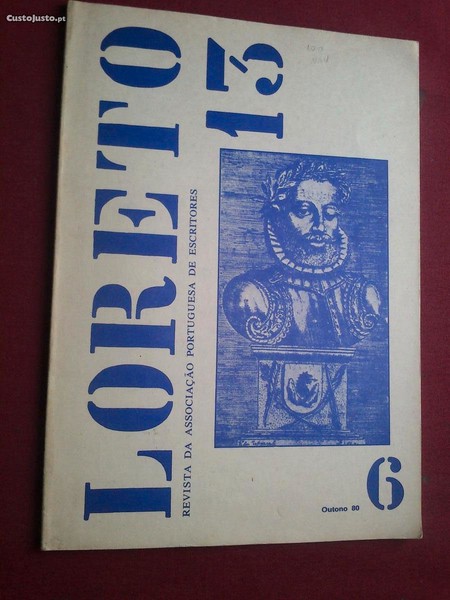 CustoJusto.pt
LORETO
13
REVISTA DA ASSOCIAÇÃO PORTUGUESA DE ESCRITORES
Outono 80
6